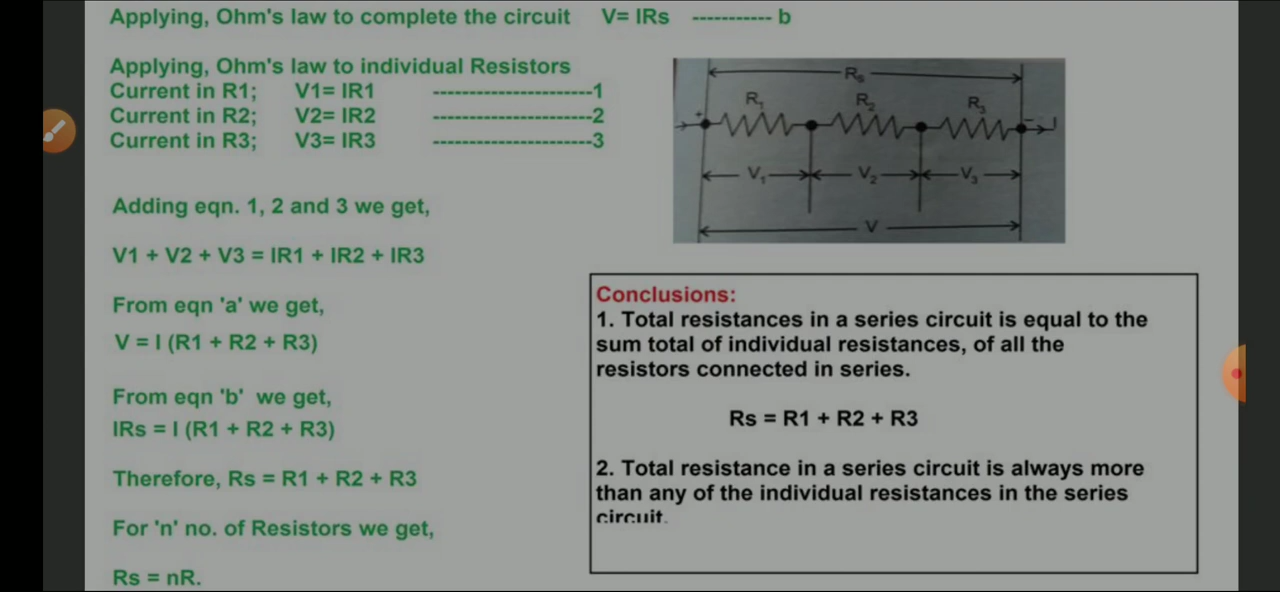 Applying, Ohm's law to complete the circuit V= IRs ----------- b
Applying, Ohm's law to individual Resistors
Current in R1; V1= IR1 ----------------------1
Current in R2; V2= IR2 ----------------------2
Current in R3; V3= IR3 ----------------------3
Adding eqn. 1, 2 and 3 we get,
V1 + V2 + V3 = IR1 + IR2 + IR3
From eqn 'a' we get,
V = I (R1 + R2 + R3)
From eqn 'b' we get,
IRs = I (R1 + R2 + R3)
Therefore, Rs = R1 + R2 + R3
For 'n' no. of Resistors we get,
Rs = nR.
Rs
R1 R2 R3
+ - I
V1 V2 V3
V
Conclusions:
1. Total resistances in a series circuit is equal to the
sum total of individual resistances, of all the
resistors connected in series.
Rs = R1 + R2 + R3
2. Total resistance in a series circuit is always more
than any of the individual resistances in the series
circuit.